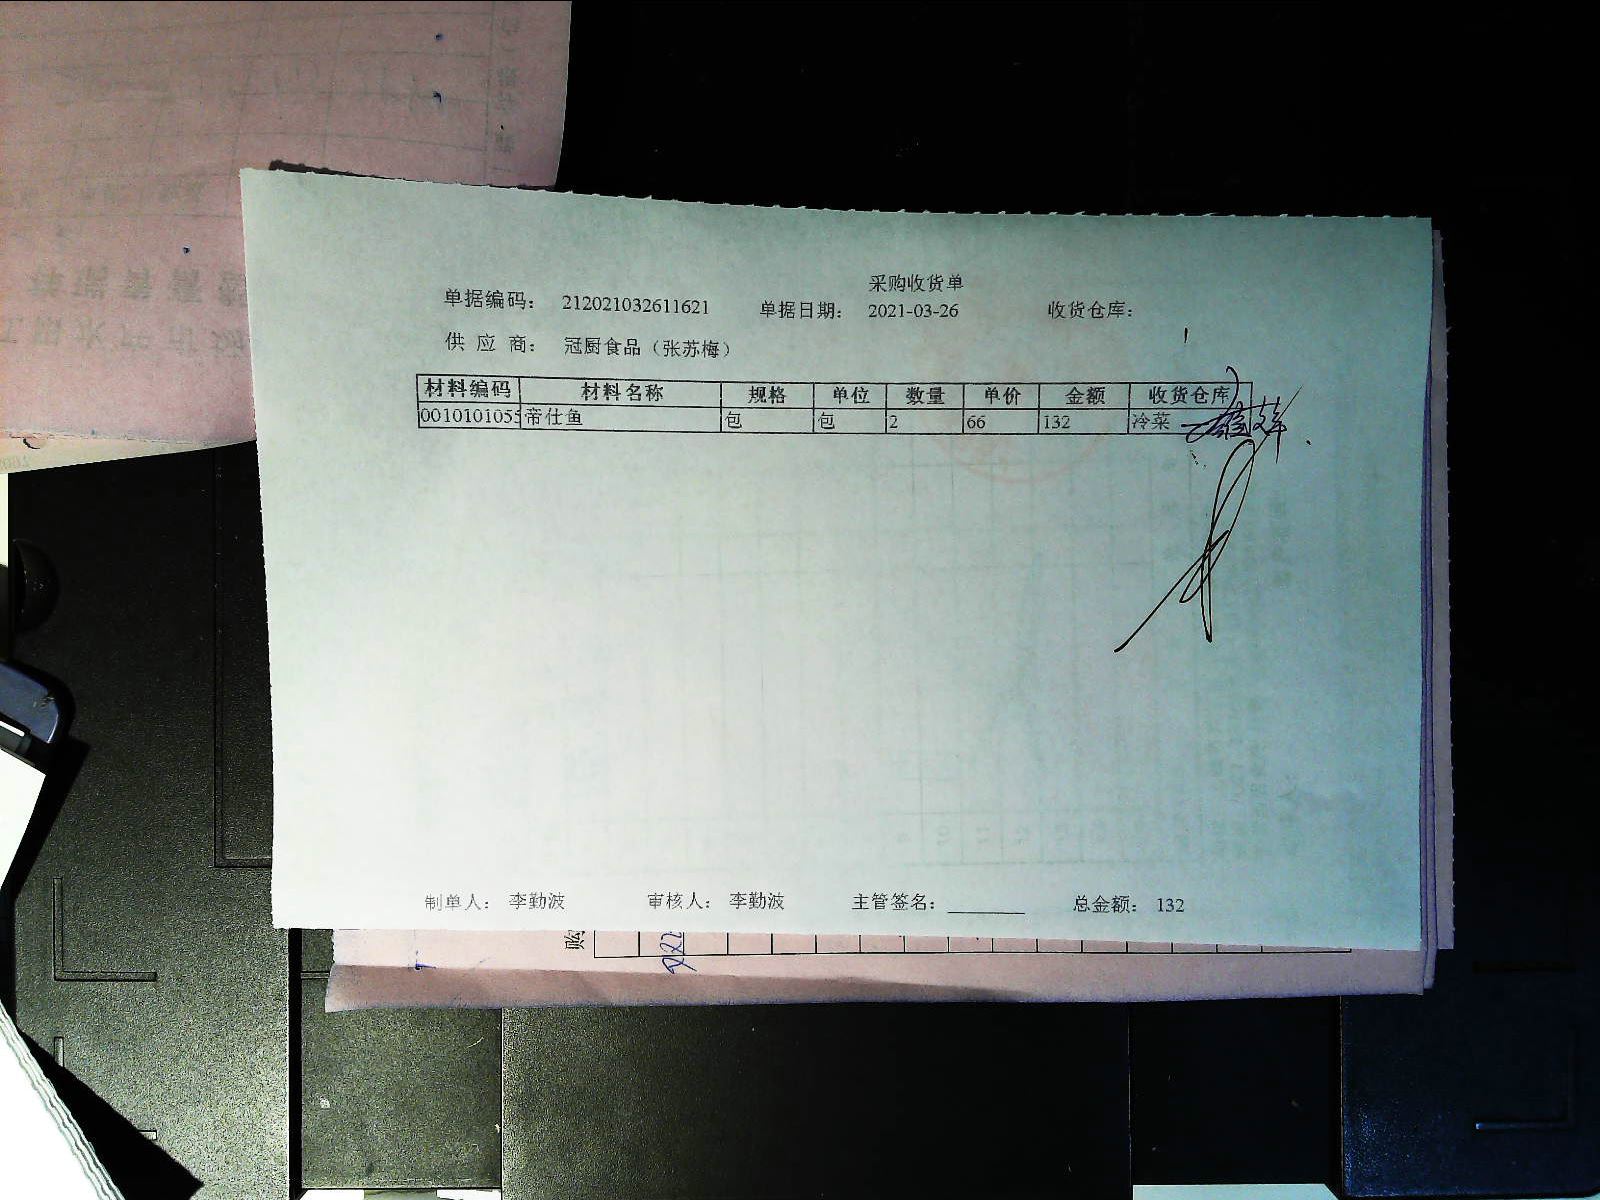 采购收货单
单据编码： 212021032611621 单据日期： 2021-03-26 收货仓库：
供 应 商： 冠厨食品（张苏梅）
材料编码 材料名称 规格 单位 数量 单价 金额 收货仓库
0010101055 帝仕鱼 包 包 2 66 132 冷菜
制单人： 李勤波 审核人： 李勤波 主管签名： 总金额： 132
购